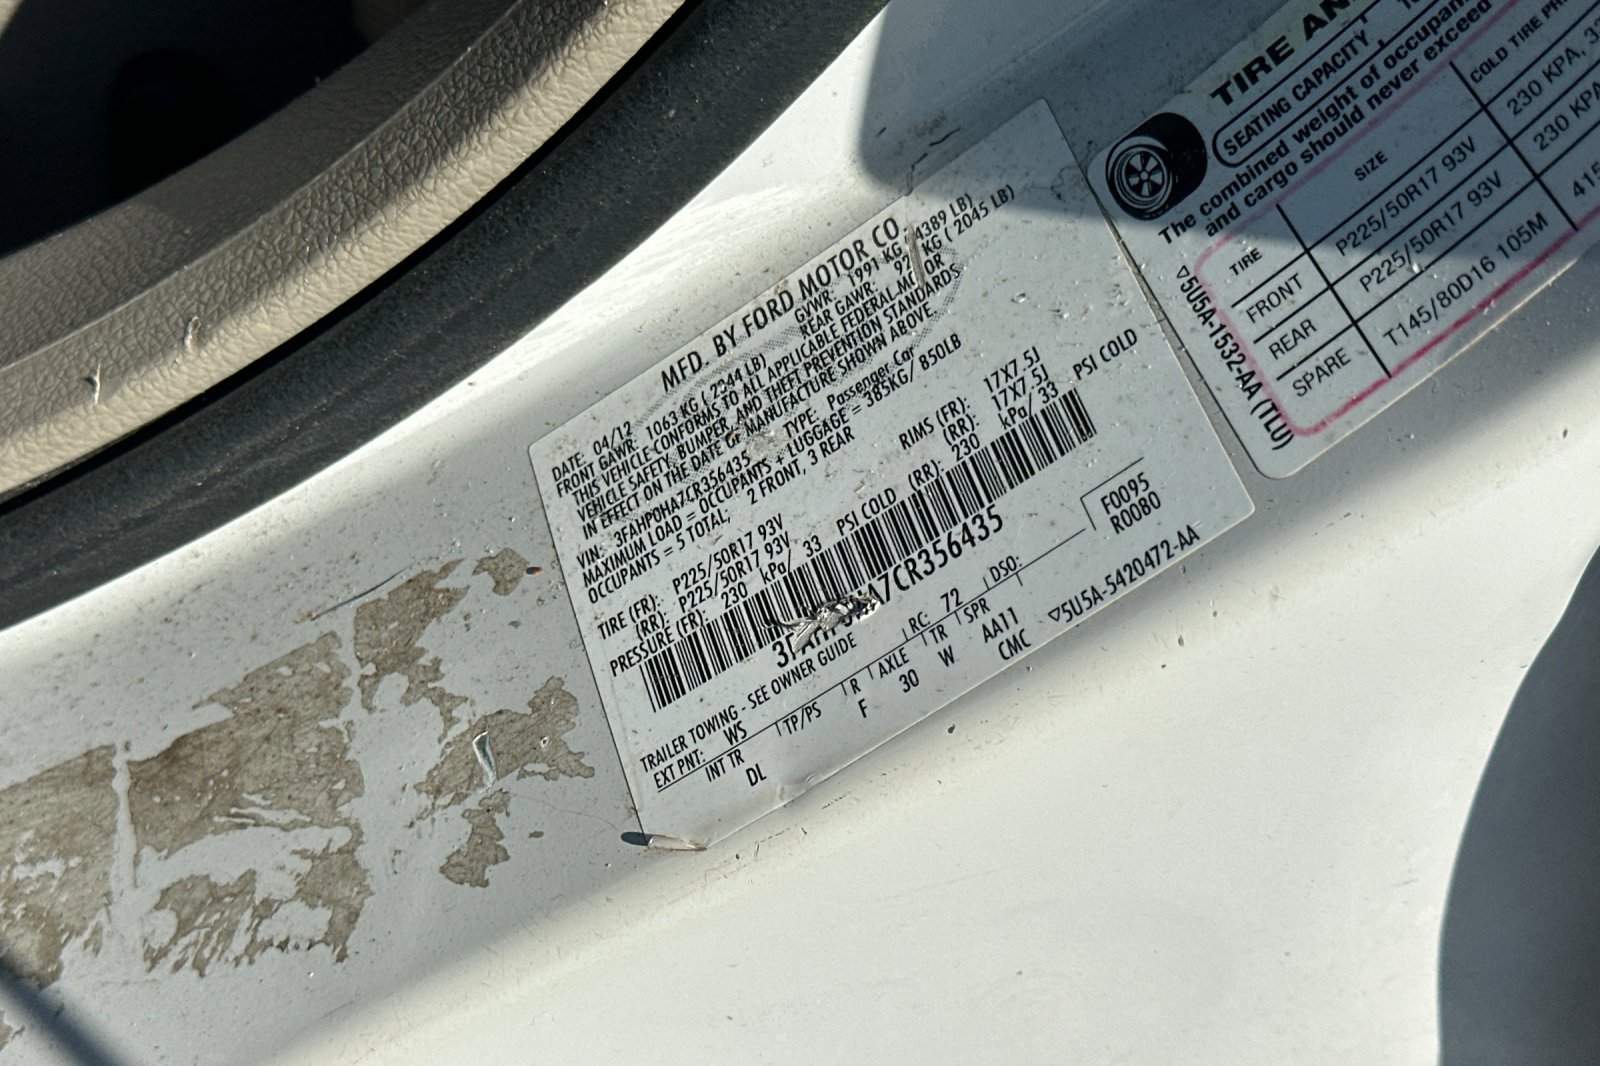 MFD. BY FORD MOTOR CO.
DATE: 04/12 GVWR: 1991 KG ( 4389 LB)
FRONT GAWR: 1063 KG ( 2344 LB) REAR GAWR: KG ( 2045 LB)
THIS VEHICLE CONFORMS TO ALL APPLICABLE FEDERAL MOTOR
VEHICLE SAFETY, BUMPER, AND THEFT PREVENTION STANDARDS
IN EFFECT ON THE DATE OF MANUFACTURE SHOWN ABOVE.
VIN: 3FAHP0HA7CR356435 TYPE: Passenger Car
MAXIMUM LOAD = OCCUPANTS + LUGGAGE = 385KG/ 850LB
OCCUPANTS = 5 TOTAL, 2 FRONT, 3 REAR
TIRE (FR): P225/50R17 93V RIMS (FR): 17X7.5J
(RR): P225/50R17 93V (RR): 17X7.5J
PRESSURE (FR): 230 kPa/ 33 PSI COLD (RR): 230 kPa/ 33 PSI COLD
A7CR356435
TRAILER TOWING - SEE OWNER GUIDE
F0095
R0080
EXT PNT: WS RC: 72 DSO:
INT TR TP/PS R AXLE TR SPR
DL F 30 W AA11
CMC
▽5U5A-5420472-AA
TIRE
SEATING CAPACITY
The combined weight of
and cargo should never exceed
TIRE SIZE COLD TIRE
FRONT P225/50R17 93V 230 KPA,
REAR P225/50R17 93V 230 KPA
SPARE T145/80D16 105M
▽5U5A-1532-AA (TLU)